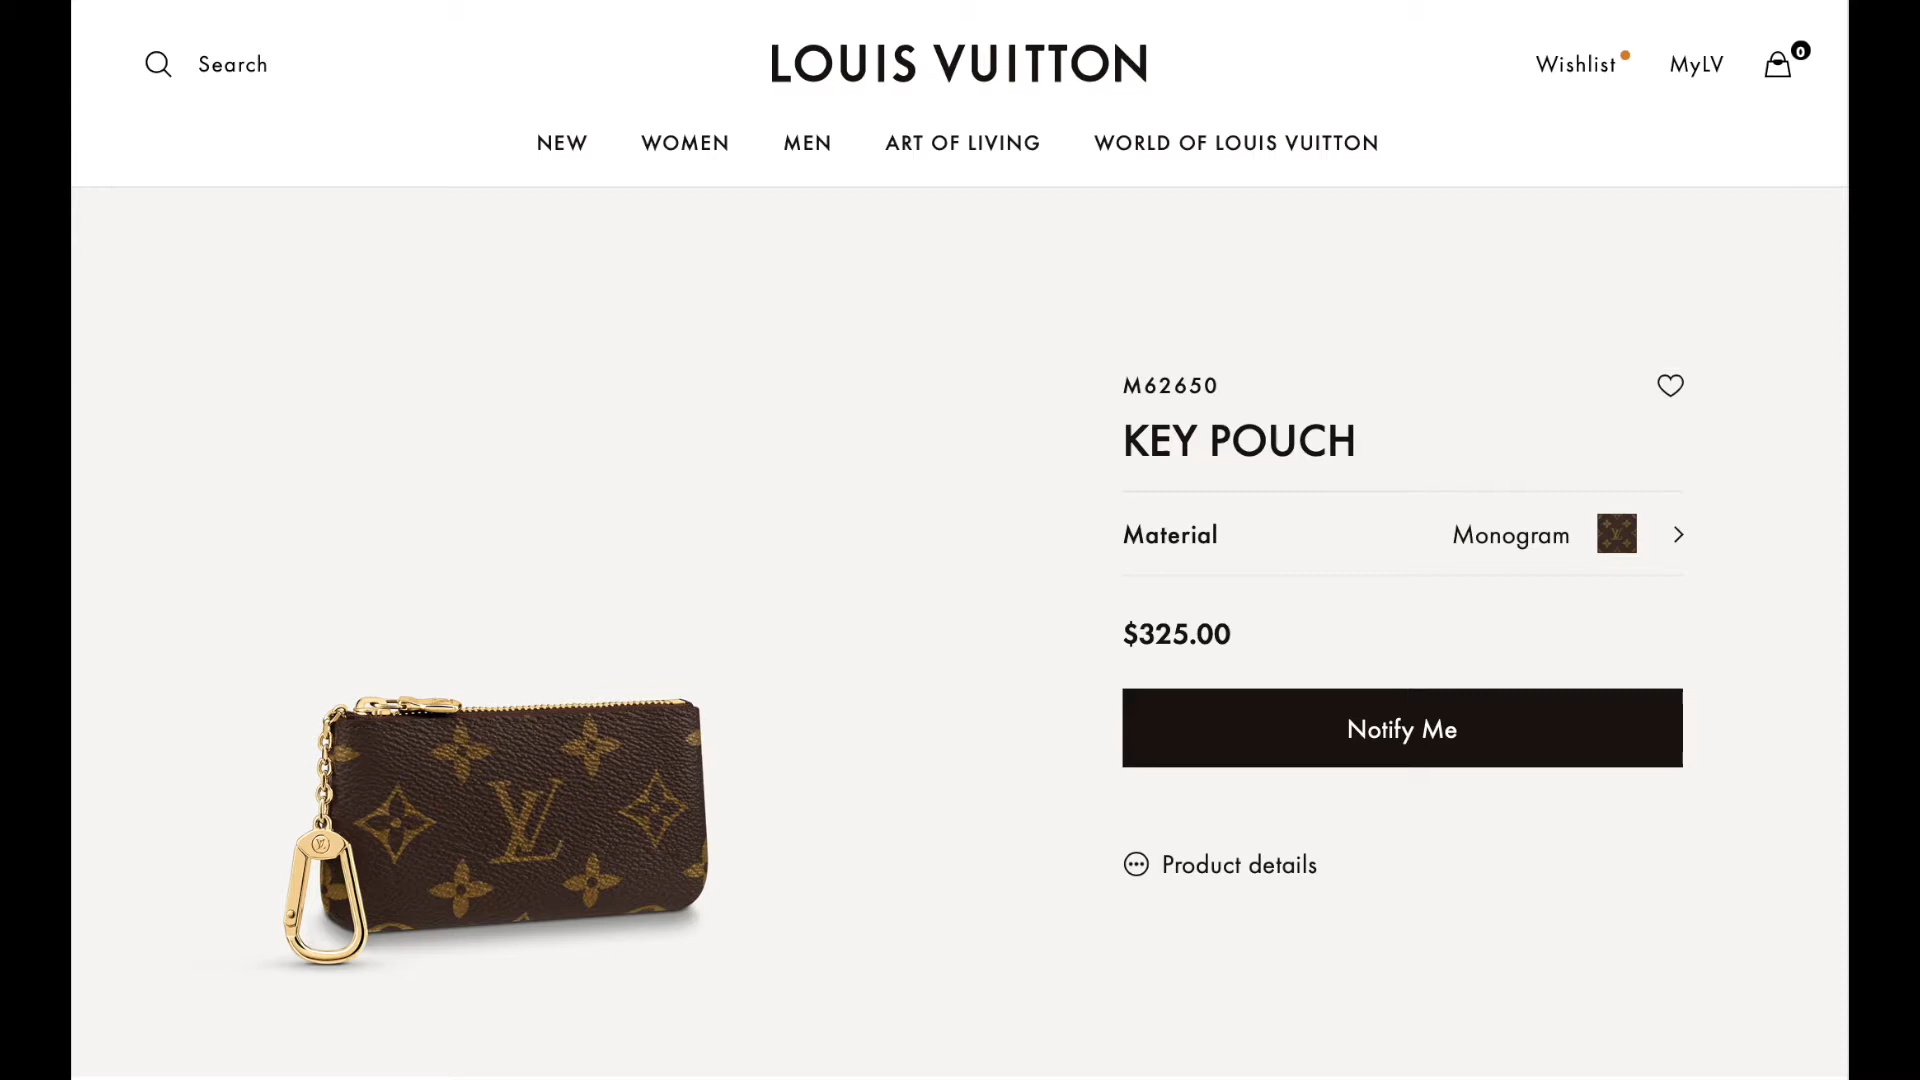 Search
LOUIS VUITTON
Wishlist
MyLV
0
NEW
WOMEN
MEN
ART OF LIVING
WORLD OF LOUIS VUITTON
M62650
KEY POUCH
Material
Monogram
$325.00
Notify Me
Product details
LV